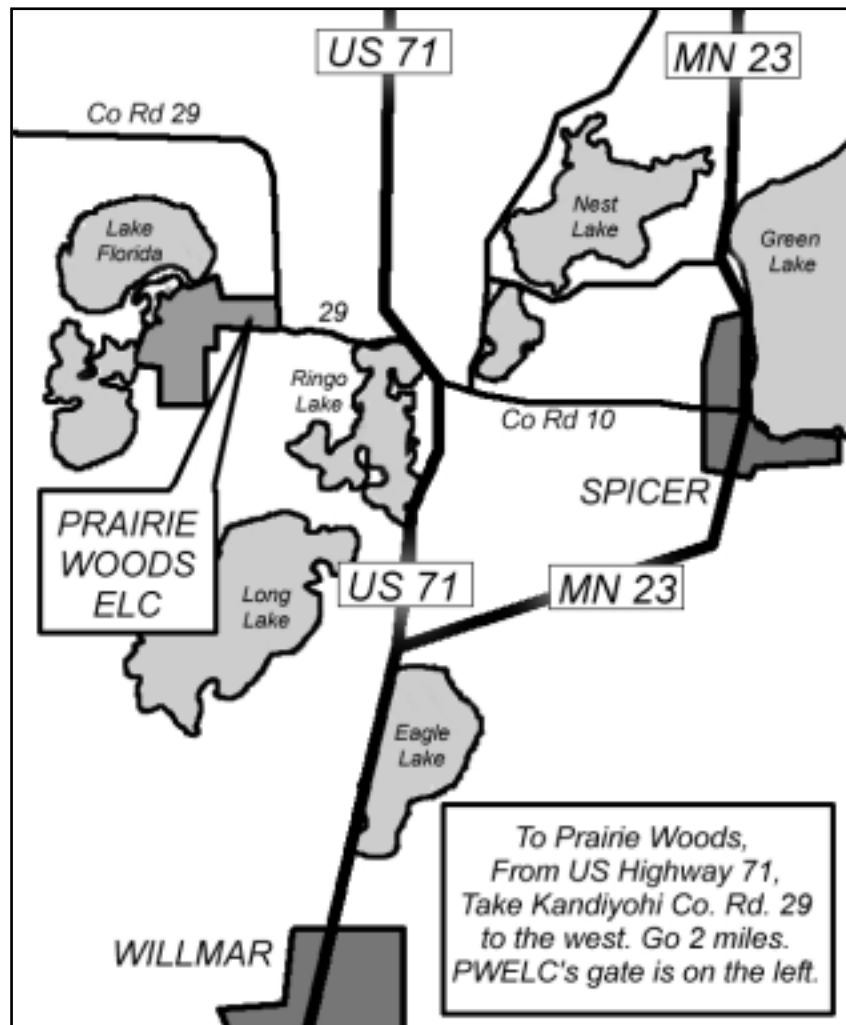 US 71
MN 23
Co Rd 29
Nest
Lake
Lake
Florida
Green
Lake
29
Ringo
Lake
Co Rd 10
SPICER
PRAIRIE
WOODS
ELC
US 71
MN 23
Long
Lake
Eagle
Lake
To Prairie Woods,
From US Highway 71,
Take Kandiyohi Co. Rd. 29
to the west. Go 2 miles.
PWELC's gate is on the left.
WILLMAR